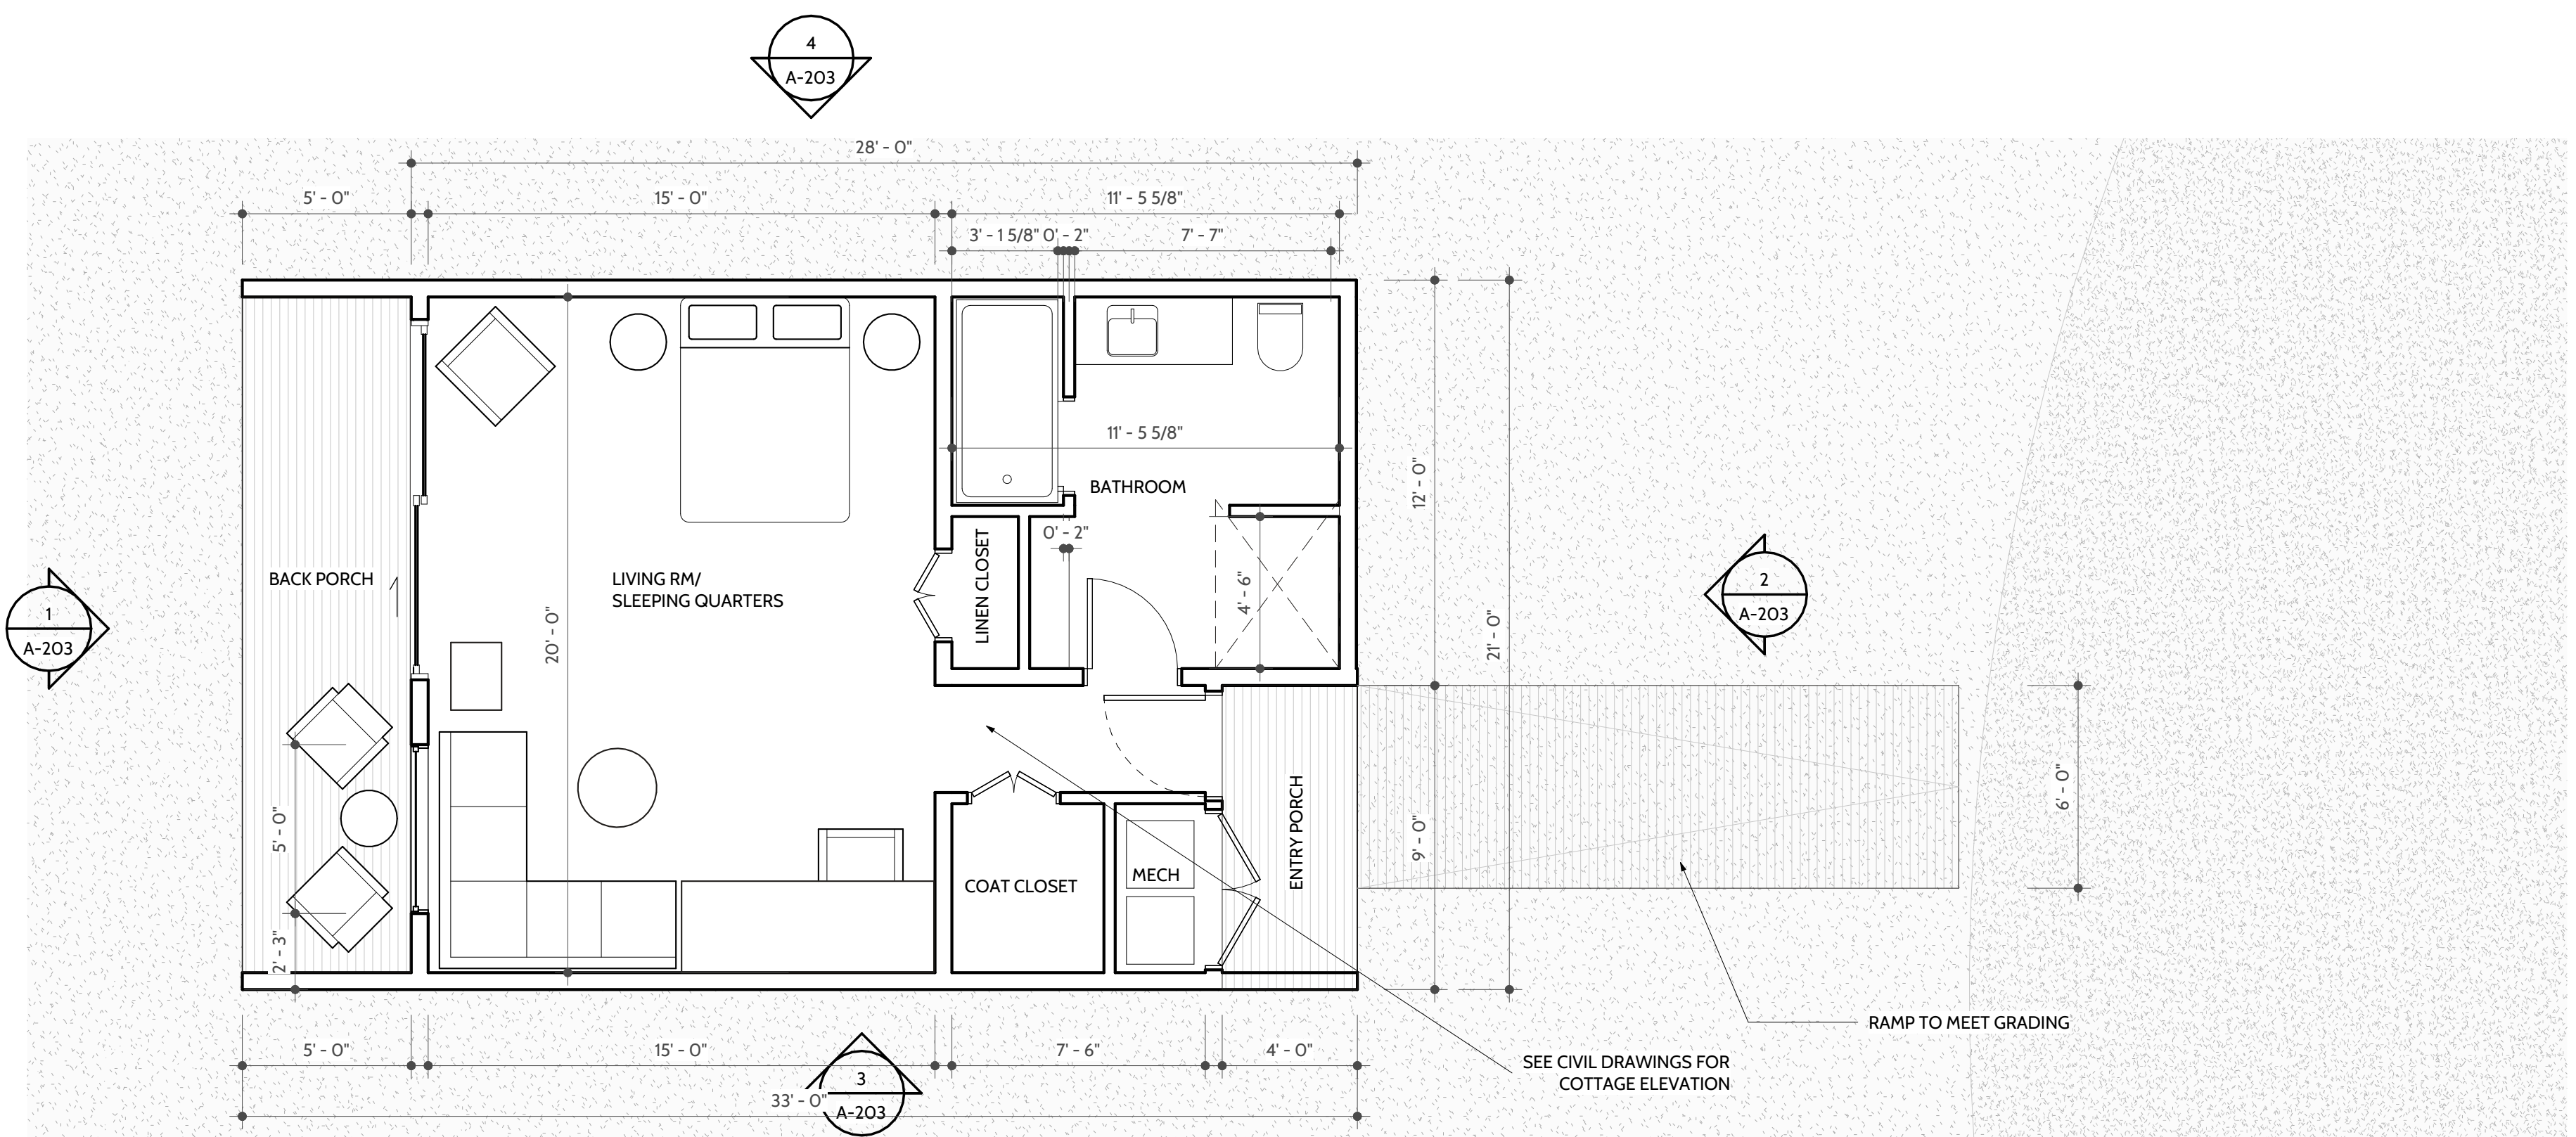 4
A-203
28' - 0"
5' - 0"
15' - 0"
11' - 5 5/8"
3' - 1 5/8"
0' - 2"
7' - 7"
11' - 5 5/8"
BATHROOM
12' - 0"
0' - 2"
LINEN CLOSET
4' - 6"
BACK PORCH
LIVING RM/
SLEEPING QUARTERS
20' - 0"
21' - 0"
1
A-203
2
A-203
5' - 0"
2' - 3"
COAT CLOSET
MECH
ENTRY PORCH
9' - 0"
6' - 0"
RAMP TO MEET GRADING
SEE CIVIL DRAWINGS FOR
COTTAGE ELEVATION
5' - 0"
15' - 0"
7' - 6"
4' - 0"
3
A-203
33' - 0"